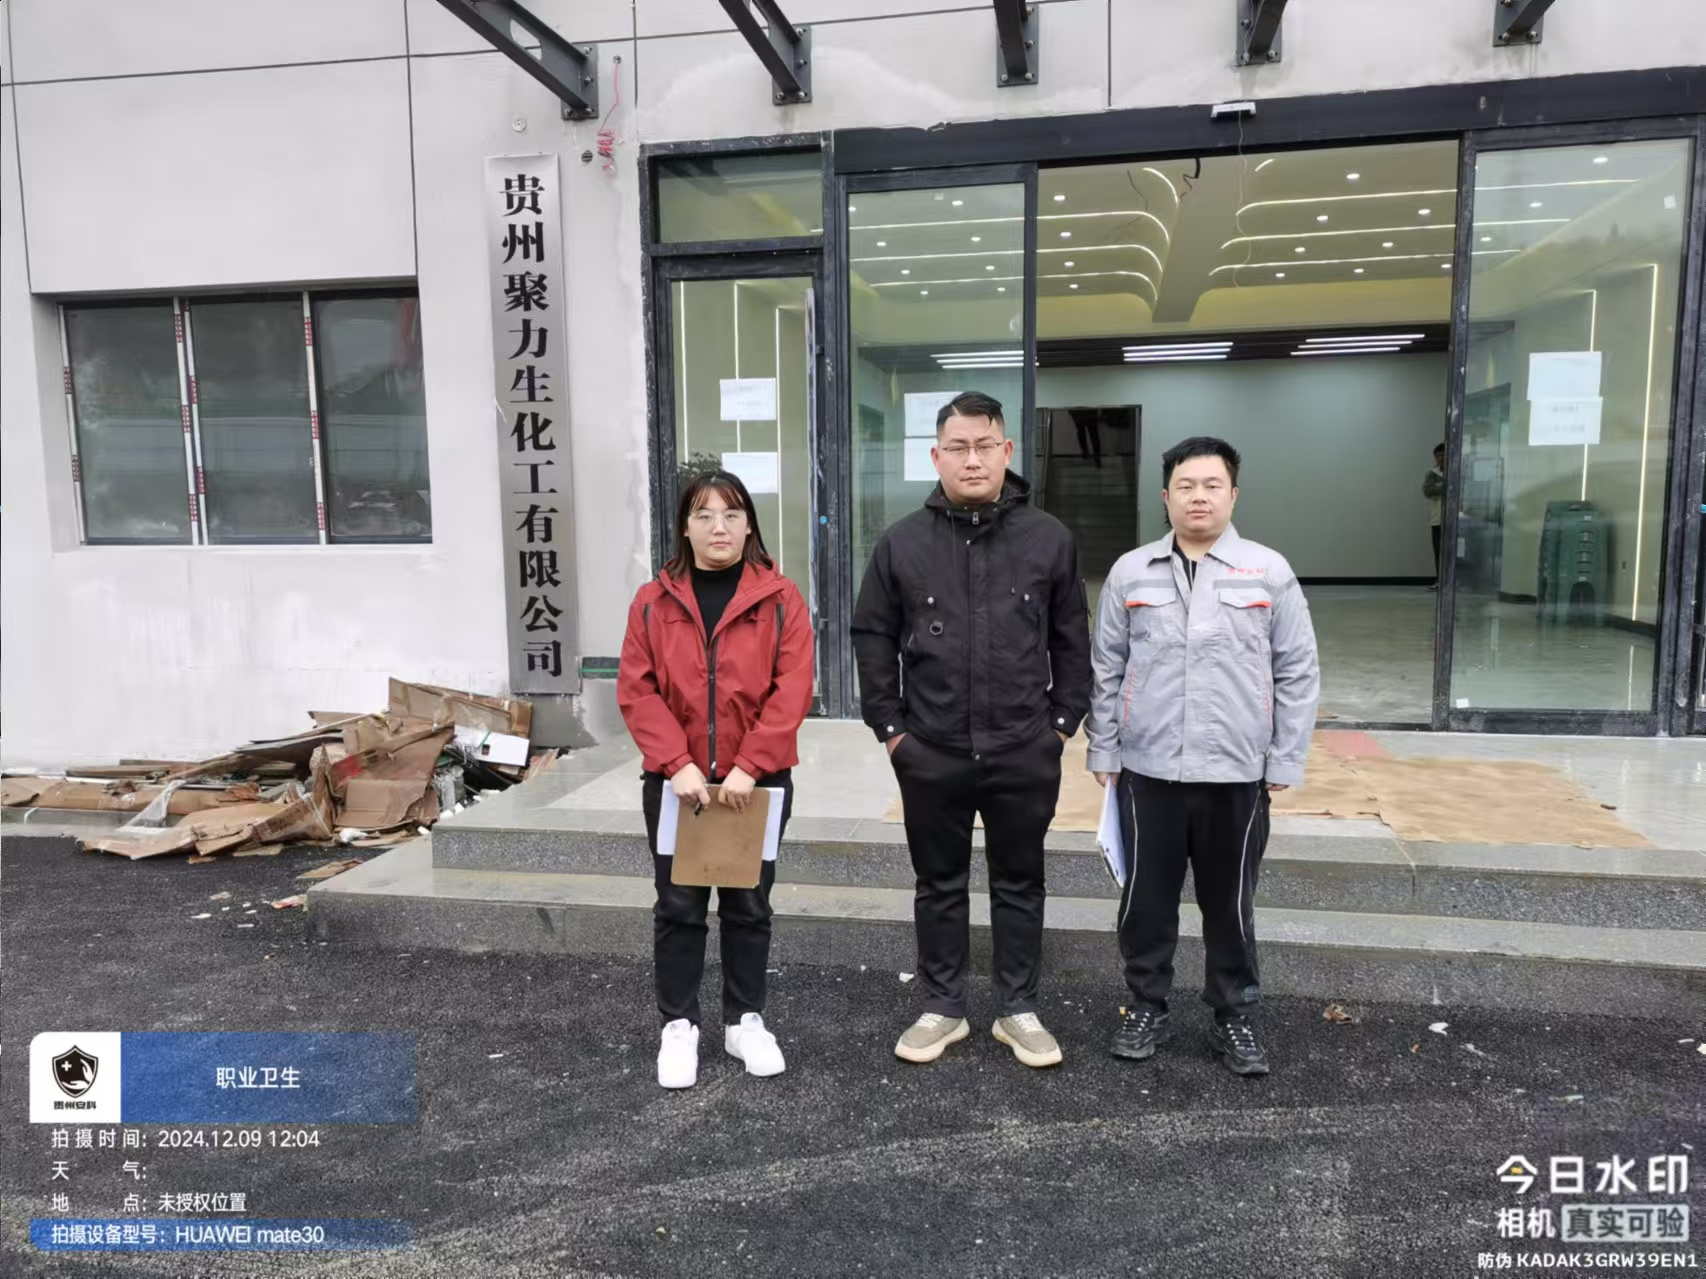 贵州聚力生化工有限公司
贵州安科
职业卫生
拍摄时间: 2024.12.09 12:04
天气:
地点: 未授权位置
拍摄设备型号: HUAWEI mate30
今日水印
相机 真实可验
防伪 KADAK3GRW39EN1